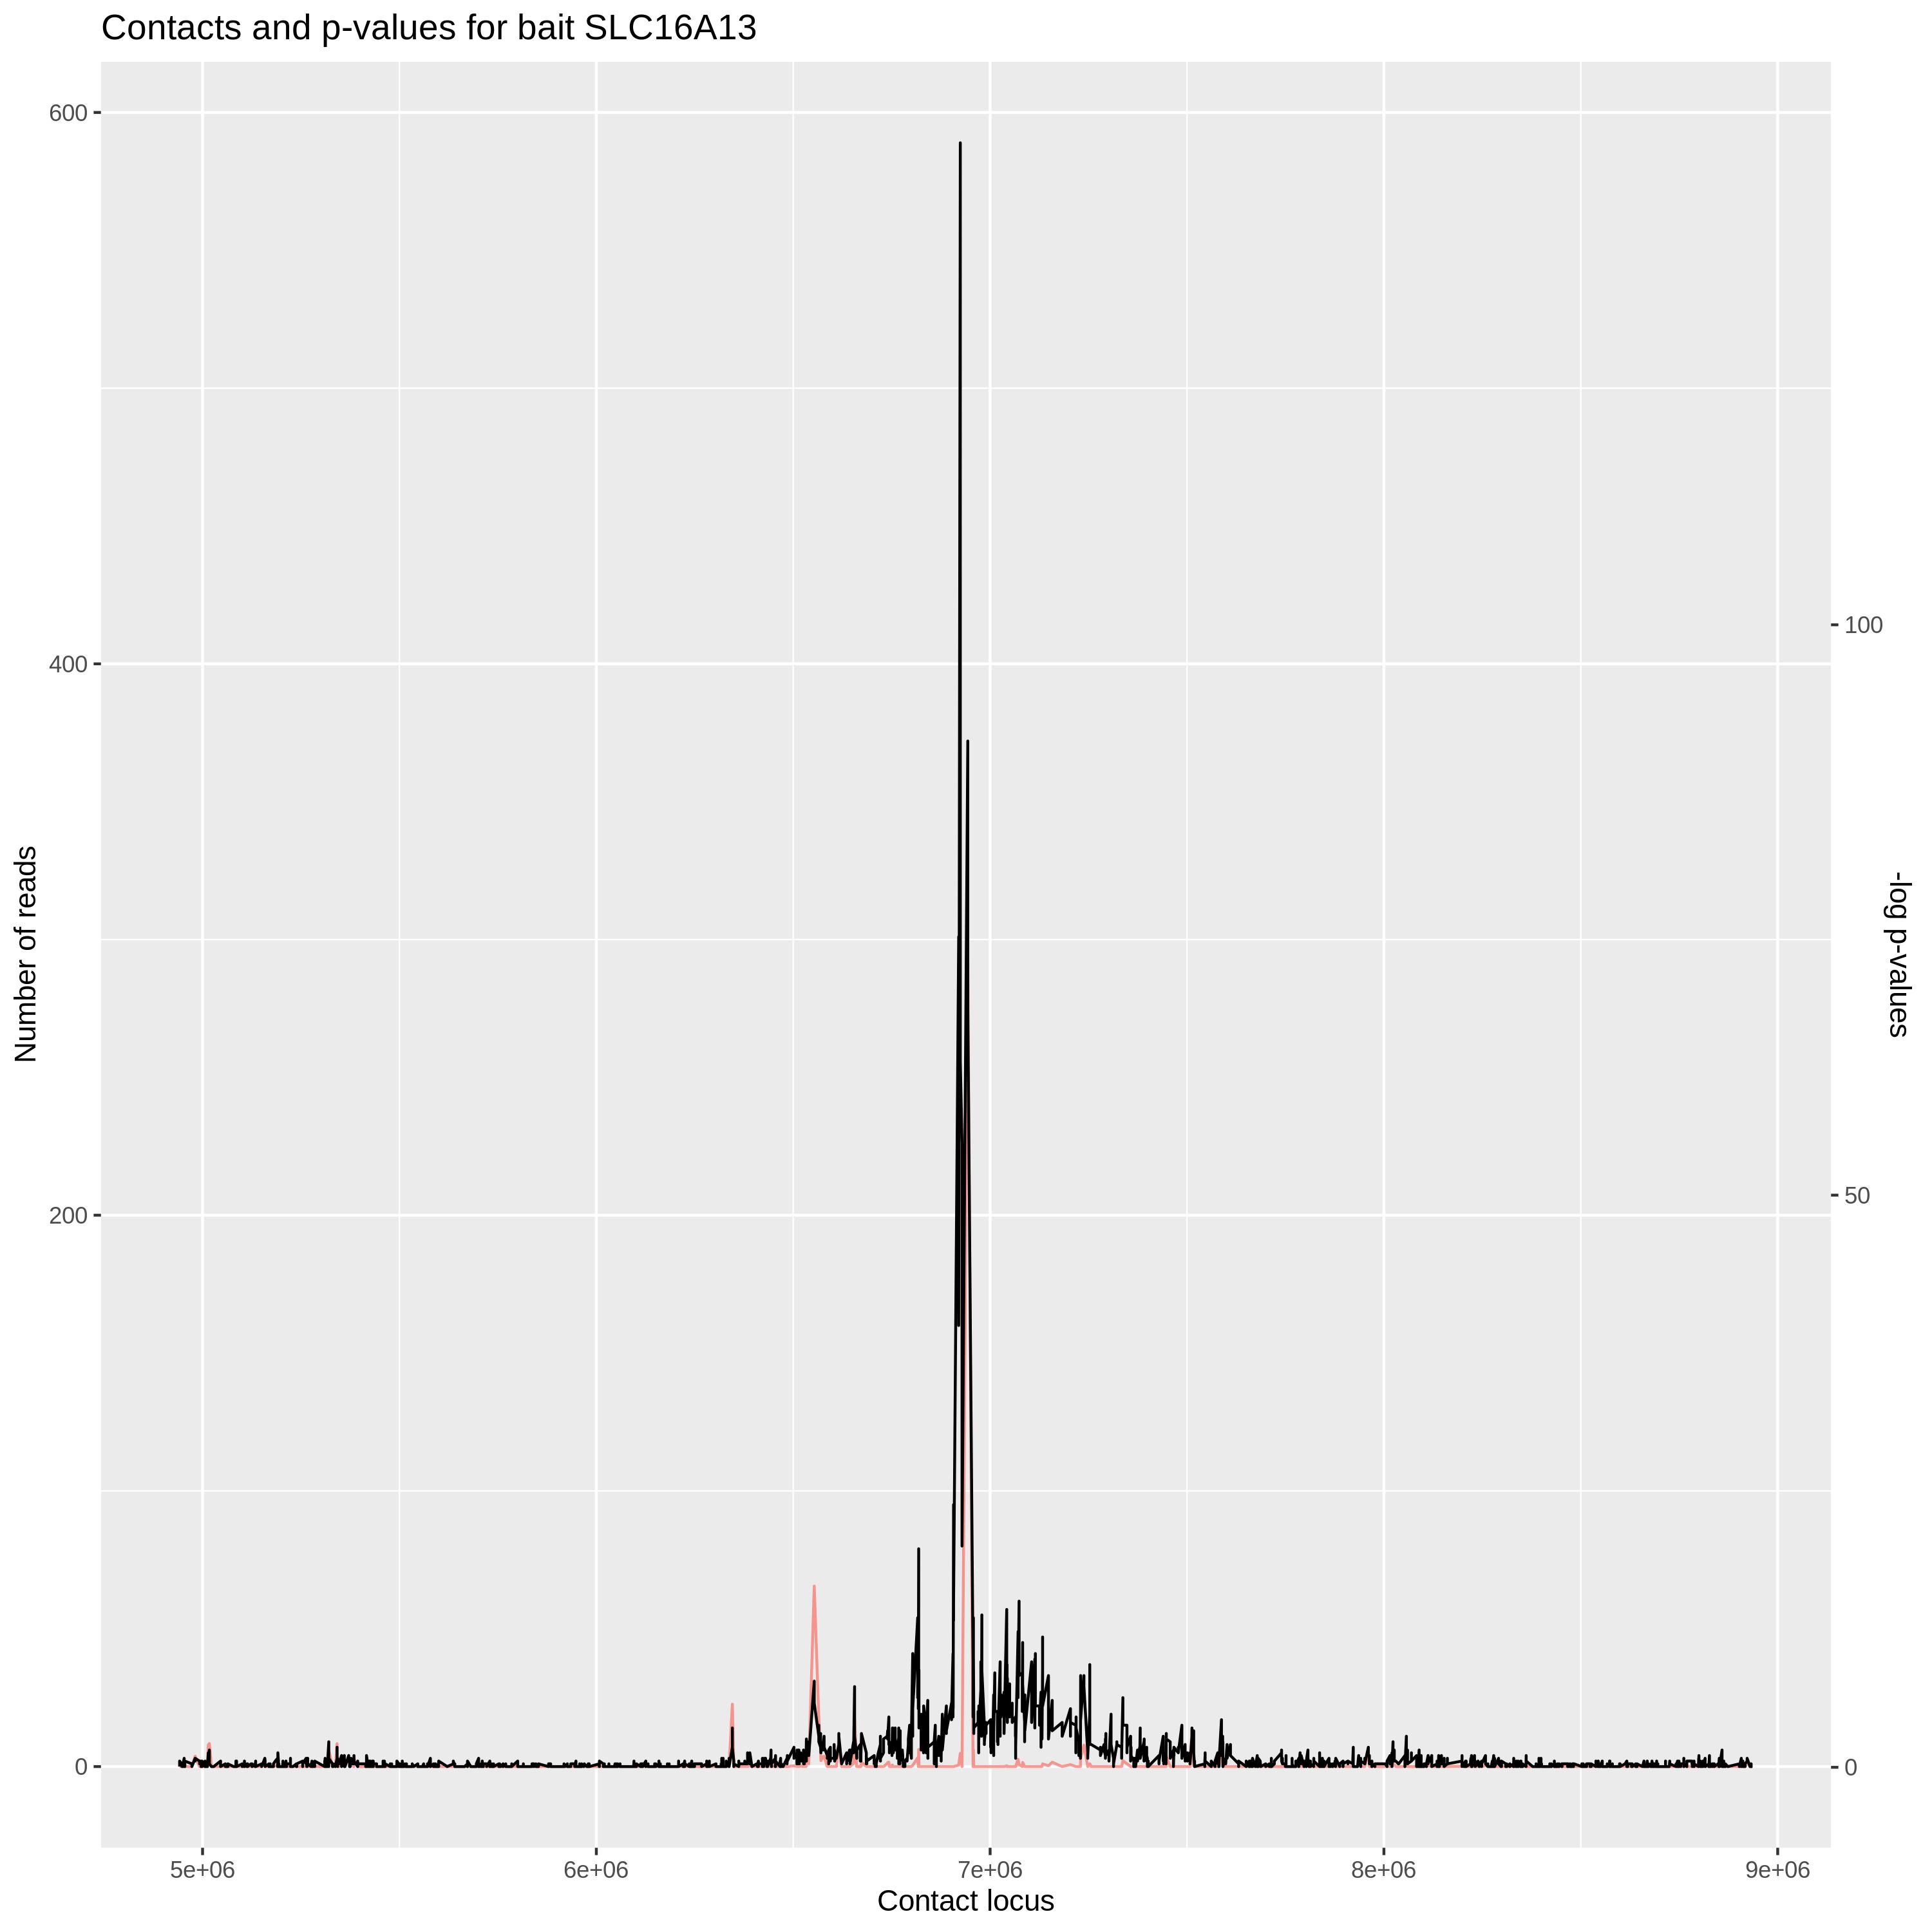 Contacts and p-values for bait SLC16A13
600
400
200
0
Number of reads
100
50
0
-log p-values
5e+06
6e+06
7e+06
8e+06
9e+06
Contact locus